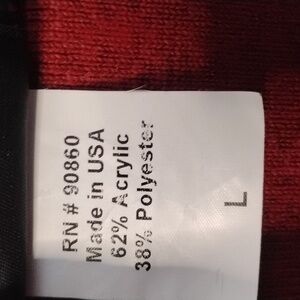 RN # 90860
Made in USA
62% Acrylic
38% Polyester
L